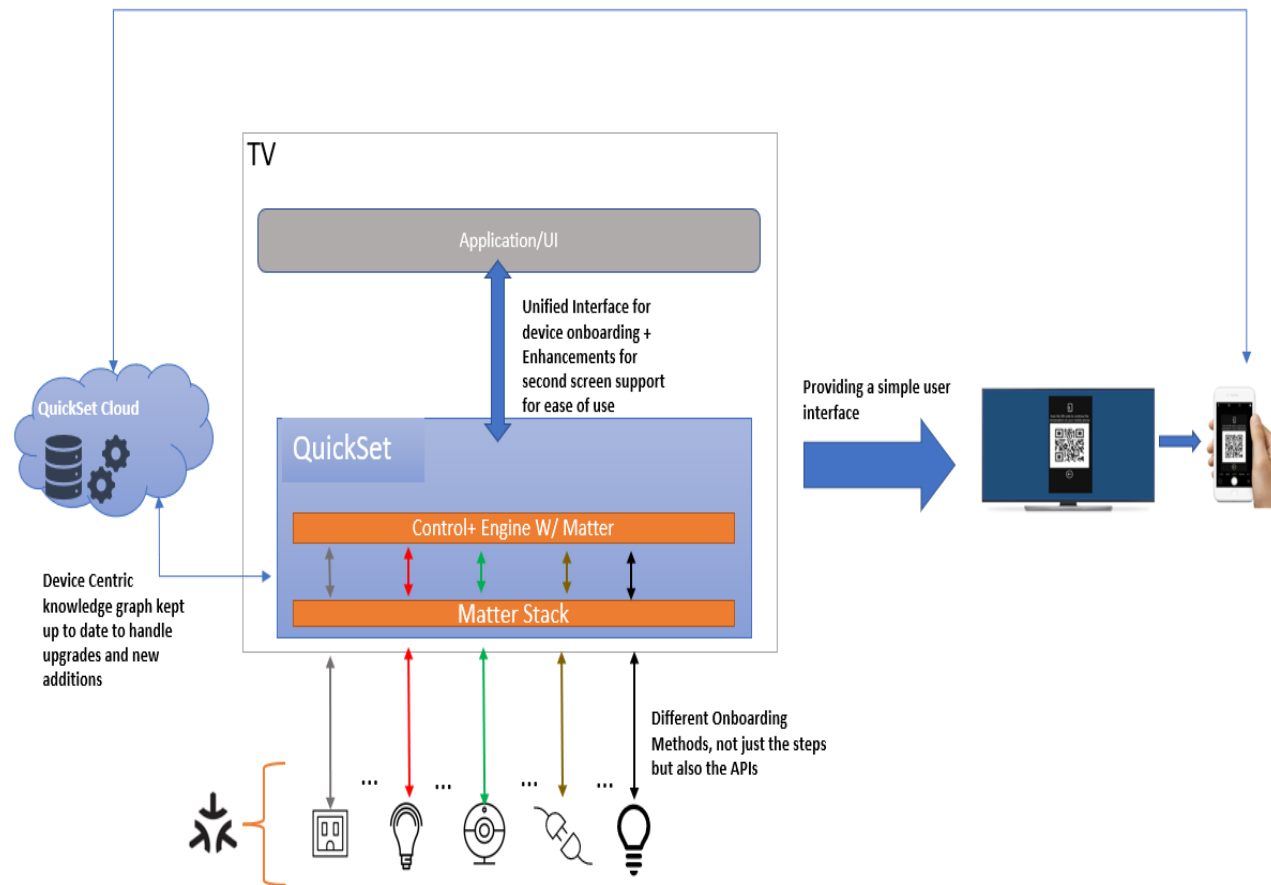 TV
Application/UI
Unified Interface for
device onboarding +
Enhancements for
second screen support
for ease of use
Providing a simple user
interface
QuickSet Cloud
QuickSet
Control+ Engine W/ Matter
Matter Stack
Device Centric
knowledge graph kept
up to date to handle
upgrades and new
additions
Different Onboarding
Methods, not just the steps
but also the APIs
... ... ... ...